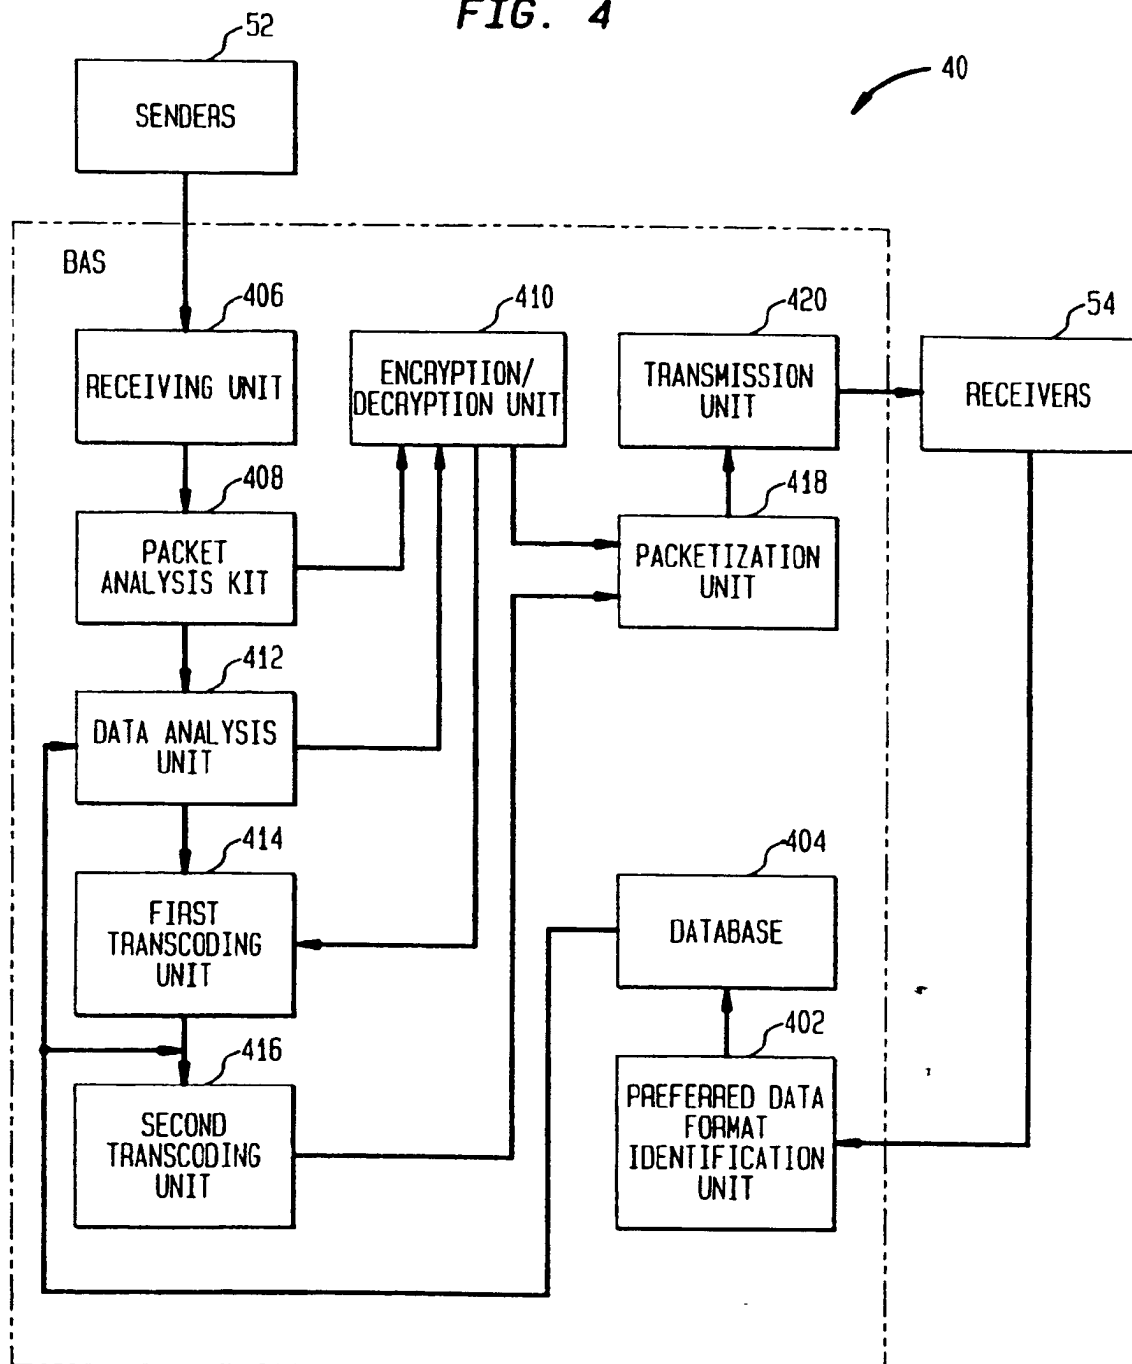 FIG. 4
52
SENDERS
40
BAS
406
RECEIVING UNIT
410
ENCRYPTION/
DECRYPTION UNIT
420
TRANSMISSION
UNIT
54
RECEIVERS
408
PACKET
ANALYSIS KIT
418
PACKETIZATION
UNIT
412
DATA ANALYSIS
UNIT
414
FIRST
TRANSCODING
UNIT
404
DATABASE
416
SECOND
TRANSCODING
UNIT
402
PREFERRED DATA
FORMAT
IDENTIFICATION
UNIT